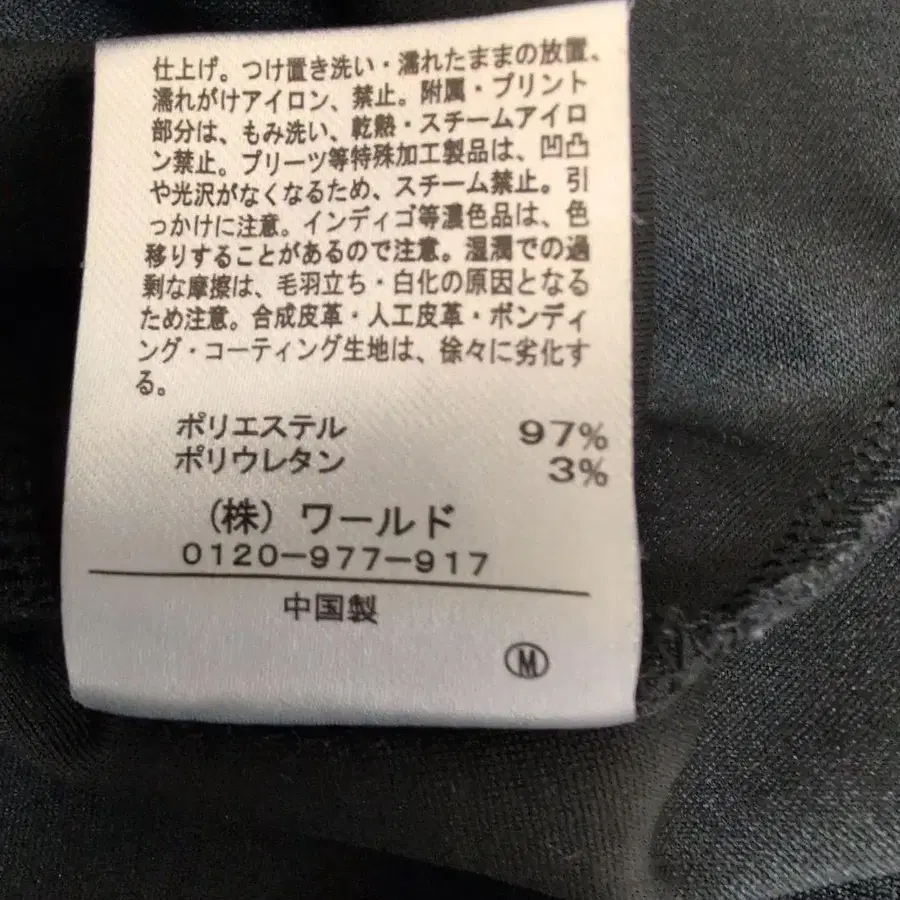 仕上げ。つけ置き洗い・濡れたままの放置、
濡れがけアイロン、禁止。附属・プリント
部分は、もみ洗い、乾熱・スチームアイロ
ン禁止。プリーツ等特殊加工製品は、凹凸
や光沢がなくなるため、スチーム禁止。引
っかけに注意。インディゴ等濃色品は、色
移りすることがあるので注意。湿潤での過
剰な摩擦は、毛羽立ち・白化の原因となる
ため注意。合成皮革・人工皮革・ボンディ
ング・コーティング生地は、徐々に劣化す
る。
ポリエステル 97%
ポリウレタン 3%
(株) ワールド
0120-977-917
中国製
M